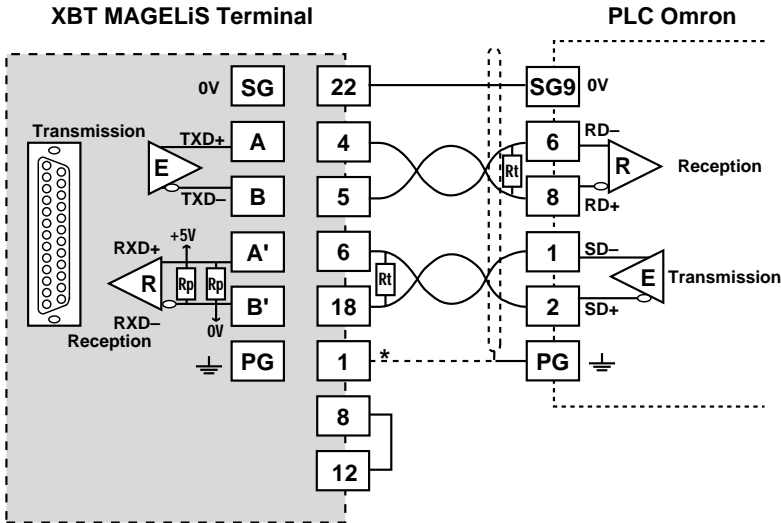 XBT MAGELiS Terminal
PLC Omron
0V SG 22 SG9 0V
Transmission
TXD+ A 4 6 RD–
E Rt R Reception
TXD– B 5 8 RD+
RXD+ +5V A' 6 1 SD–
R Rp Rp Rt E Transmission
RXD– 0V B' 18 2 SD+
Reception
PG 1 * PG
8
12